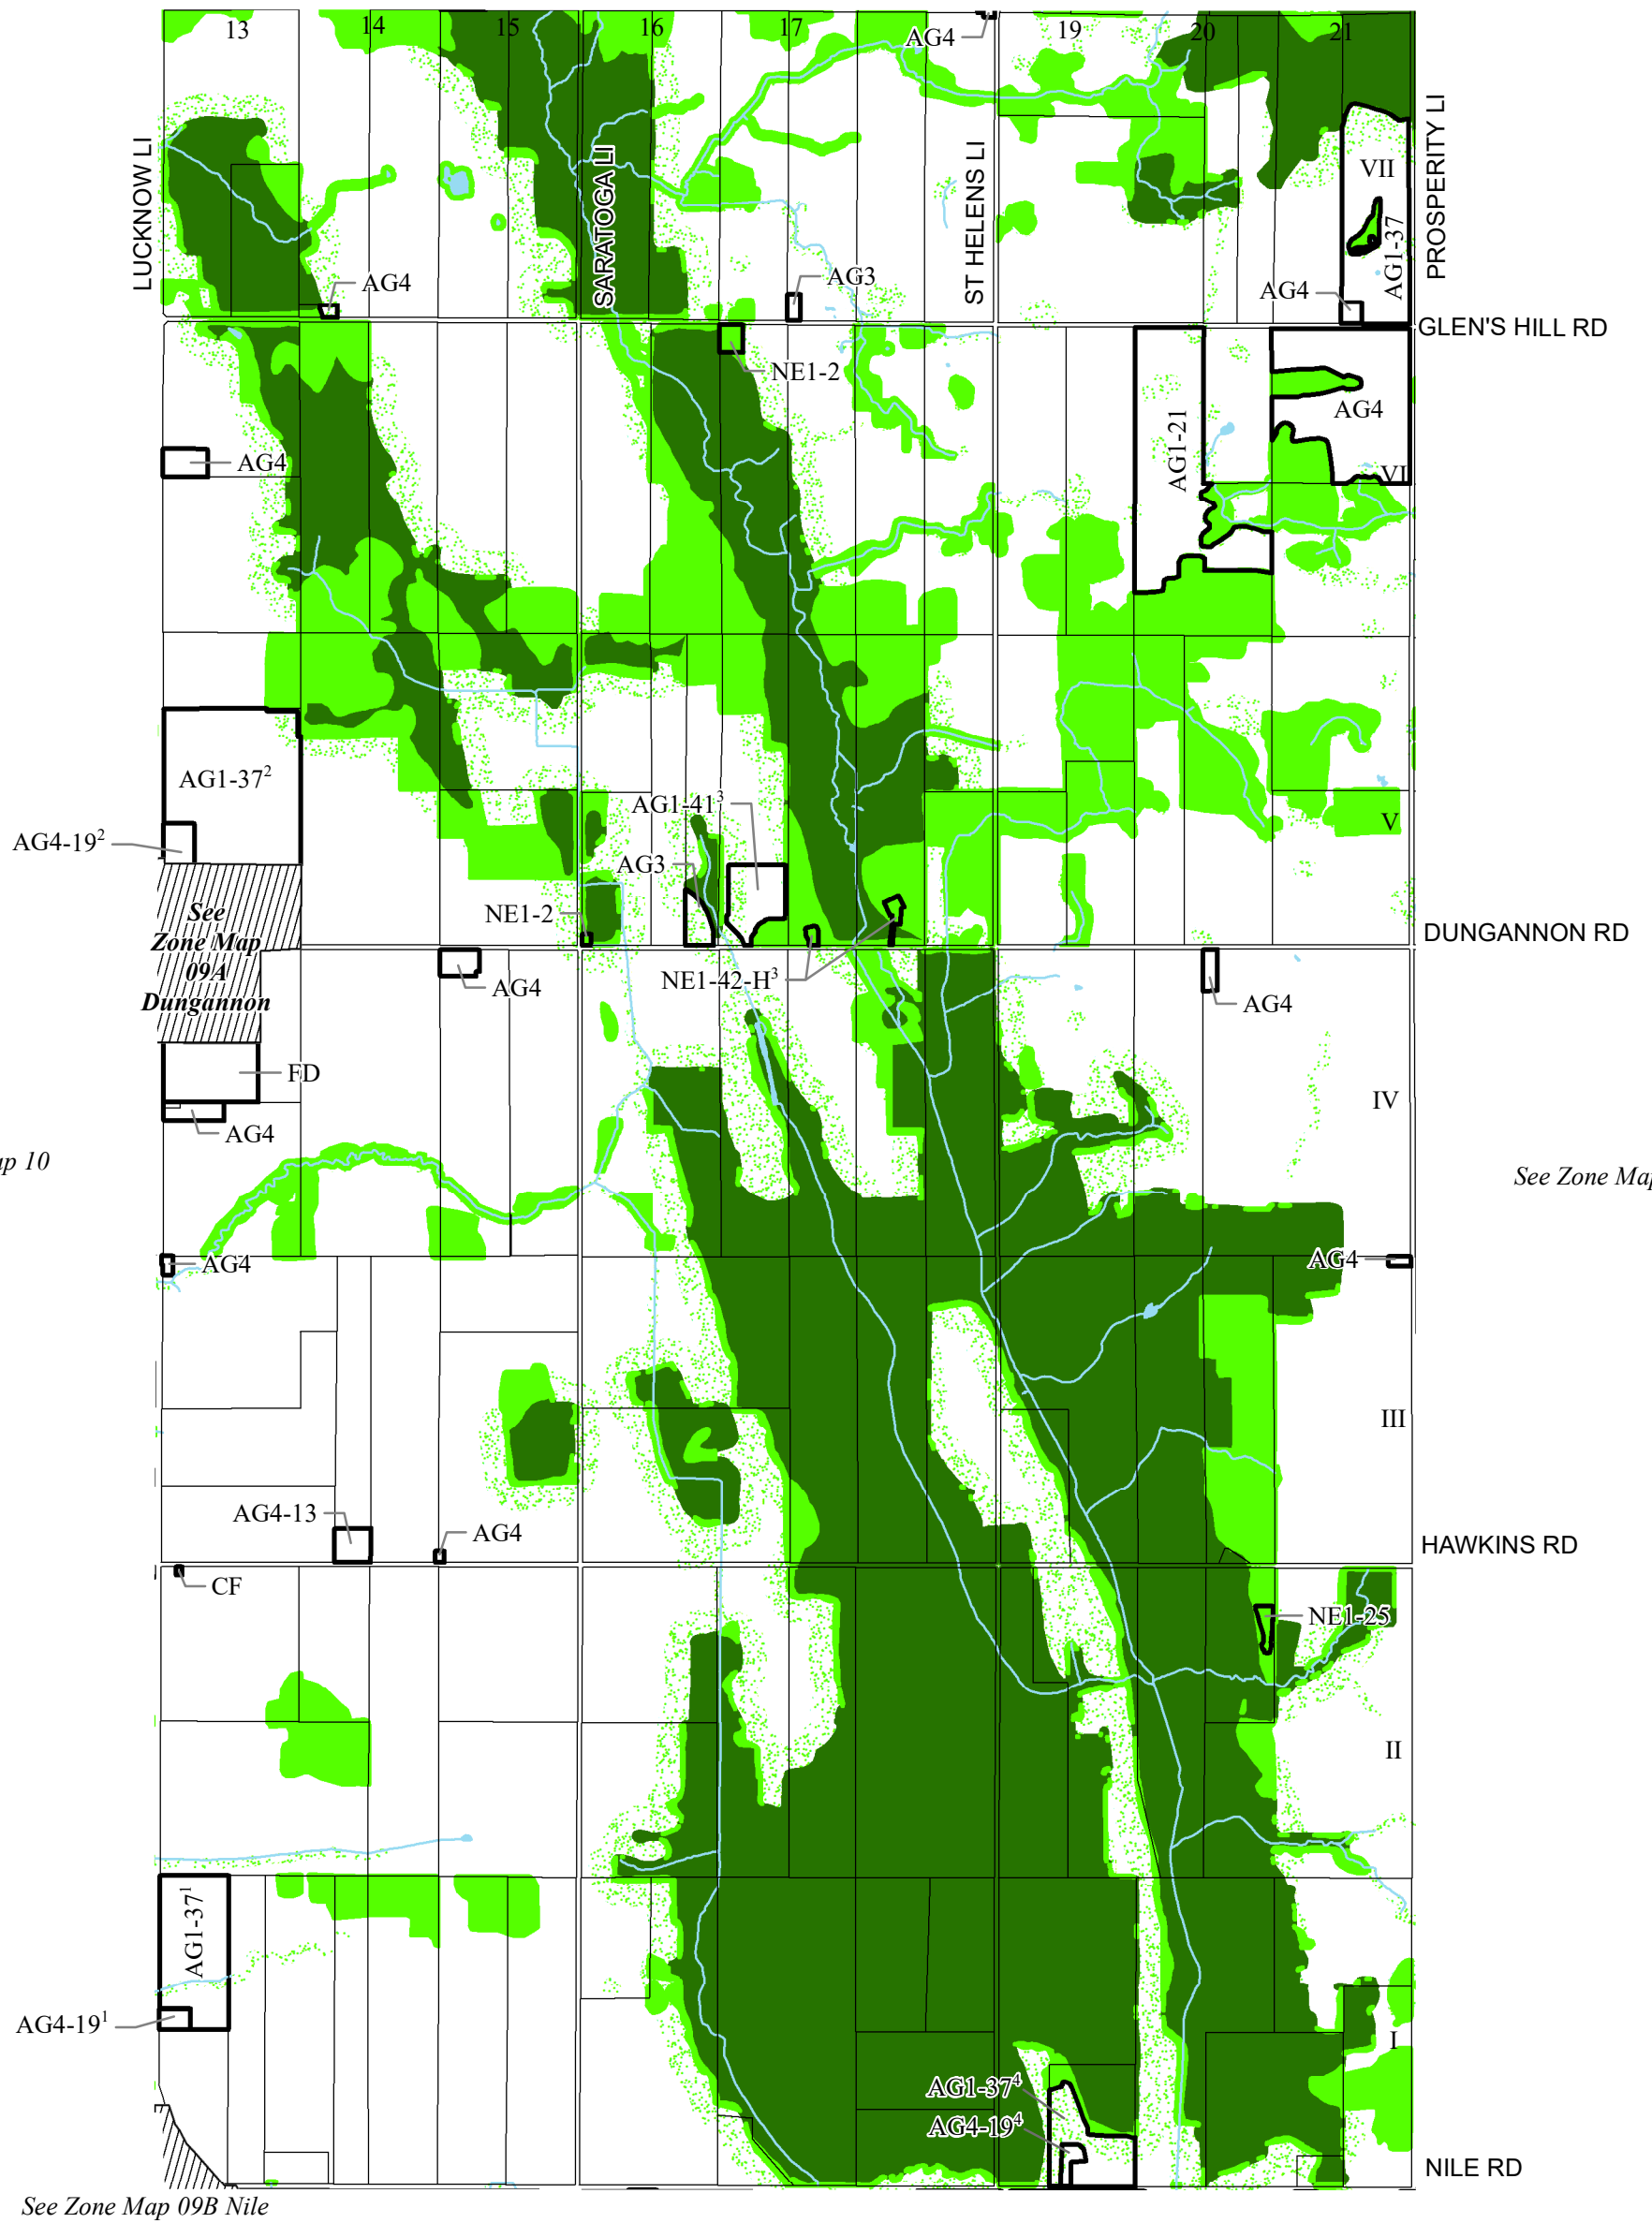 13
14
15
16
17
AG4
19
20
21
LUCKNOW LI
SARATOGA LI
ST HELENS LI
PROSPERITY LI
VII
AG1-37
AG4
AG3
AG4
GLEN'S HILL RD
NE1-2
AG4
AG1-21
AG4
VI
AG1-37²
AG1-41³
V
AG4-19²
AG3
See
Zone Map
09A
Dungannon
NE1-2
DUNGANNON RD
NE1-42-H³
AG4
AG4
FD
IV
AG4
ap 10
See Zone Map
AG4
AG4
III
AG4-13
AG4
HAWKINS RD
CF
NE1-25
II
AG1-37¹
AG4-19¹
I
AG1-37⁴
AG4-19⁴
NILE RD
See Zone Map 09B Nile